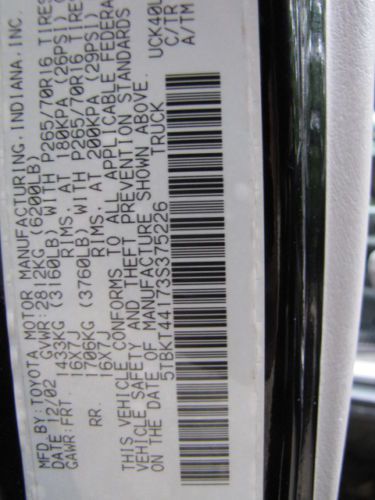 MFD.BY:TOYOTA MOTOR MANUFACTURING,INDIANA,INC.
DATE 12/02 GVWR:2812KG (6200LB)
GAWR:FRT. 1433KG (3160LB) WITH P265/70R16 TIRES
16X7J RIMS. AT 180KPA (26PSI)
RR. 1706KG (3760LB) WITH P265/70R16 TIRES
16X7J RIMS. AT 200KPA (29PSI)
THIS VEHICLE CONFORMS TO ALL APPLICABLE FEDERA
VEHICLE SAFETY AND THEFT PREVENTION STANDARDS
ON THE DATE OF MANUFACTURE SHOWN ABOVE.
5TBKT44173S375226 TRUCK
UCK40L
C/TR
A/TM